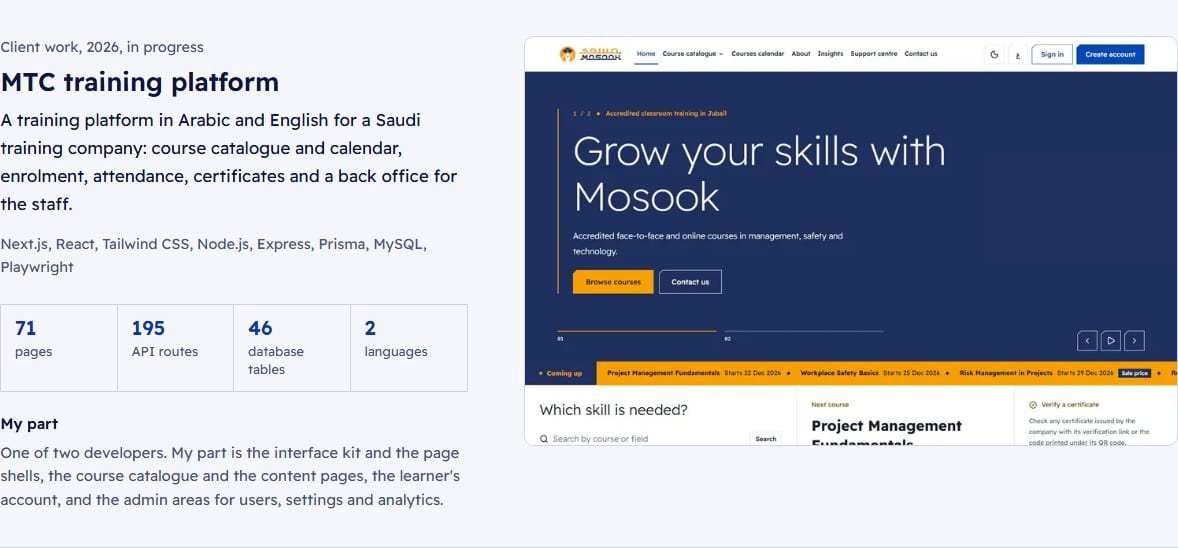 Client work, 2026, in progress
MTC training platform
A training platform in Arabic and English for a Saudi
training company: course catalogue and calendar,
enrolment, attendance, certificates and a back office for
the staff.
Next.js, React, Tailwind CSS, Node.js, Express, Prisma, MySQL,
Playwright
71
pages
195
API routes
46
database
tables
2
languages
My part
One of two developers. My part is the interface kit and the page
shells, the course catalogue and the content pages, the learner's
account, and the admin areas for users, settings and analytics.
MOSOOK
Home Course catalogue Courses calendar About Insights Support centre Contact us
ع
Sign in
Create account
1 / 2 ♦ Accredited classroom training in Jubail
Grow your skills with
Mosook
Accredited face-to-face and online courses in management, safety and
technology.
Browse courses
Contact us
01
02
Coming up
Project Management Fundamentals Starts 22 Dec 2026 ♦ Workplace Safety Basics Starts 25 Dec 2026 ♦ Risk Management in Projects Starts 29 Dec 2026 Sale price ♦
Which skill is needed?
Search by course or field
Search
Next course
Project Management
Fundamentals
Verify a certificate
Check any certificate issued by the
company with its verification link or the
code printed under its QR code.